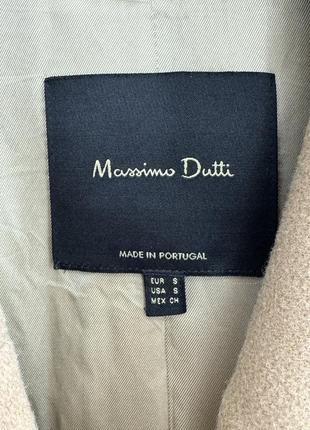 Massimo Dutti
MADE IN PORTUGAL
EUR S
USA S
MEX CH